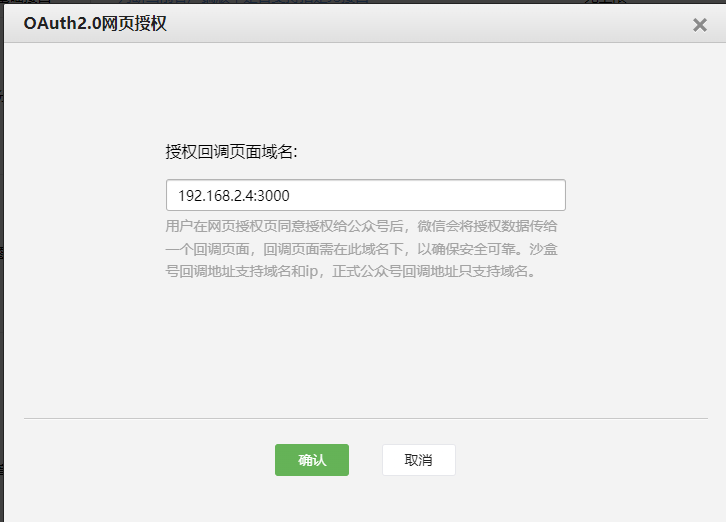 OAuth2.0网页授权
授权回调页面域名:
192.168.2.4:3000
用户在网页授权页同意授权给公众号后，微信会将授权数据传给
一个回调页面，回调页面需在此域名下，以确保安全可靠。沙盒
号回调地址支持域名和ip，正式公众号回调地址只支持域名。
确认
取消